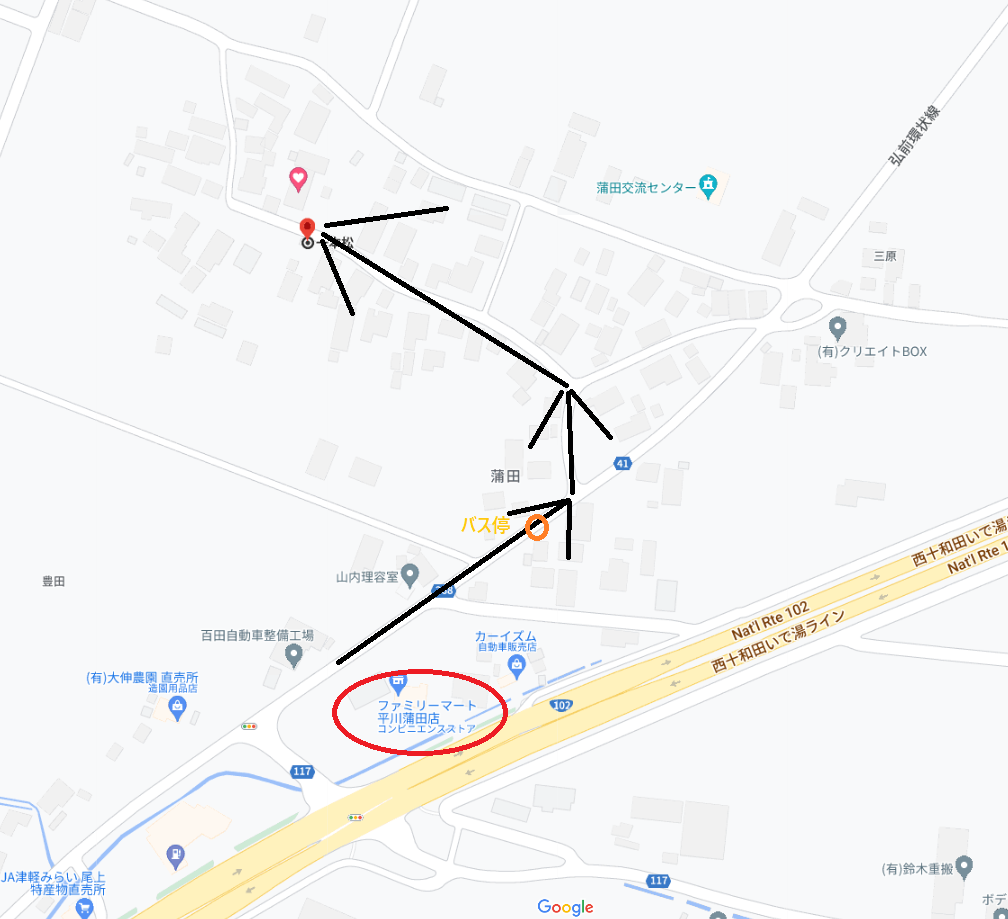 弘前環状線
蒲田交流センター
一本松
三原
(有)クリエイトBOX
41
蒲田
バス停
西十和田いで湯
Nat'l Rte 1
豊田
山内理容室
Nat'l Rte 102
西十和田いで湯ライン
百田自動車整備工場
カーイズム
自動車販売店
(有)大伸農園 直売所
造園用品店
ファミリーマート
平川蒲田店
コンビニエンスストア
102
117
JA津軽みらい 尾上
特産物直売所
117
(有)鈴木重搬
ボデ
Google